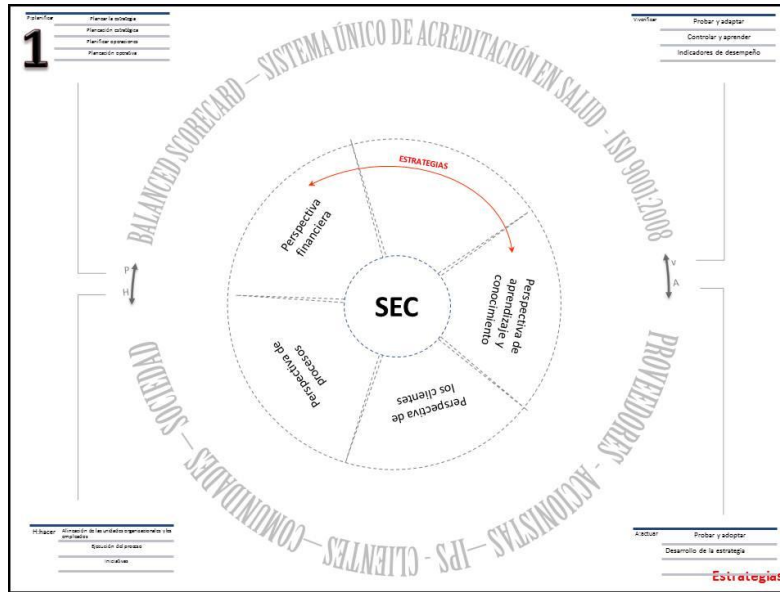 P:planificar
Planear la estrategia
Planeación estratégica
Planificar operaciones
Planeación operativa
1
V:verificar
Probar y adaptar
Controlar y aprender
Indicadores de desempeño
BALANCED SCORECARD — SISTEMA ÚNICO DE ACREDITACIÓN EN SALUD - ISO 9001:2008
ESTRATEGIAS
Perspectiva
financiera
Perspectiva de
aprendizaje y
conocimiento
SEC
Perspectiva de
procesos
Perspectiva de
los clientes
P
H
V
A
PROVEEDORES - ACCIONISTAS — IPS - CLIENTES — COMUNIDADES — SOCIEDAD
H:hacer
Alineación de las unidades organizacionales y los
empleados
Ejecución del proceso
Iniciativas
A:actuar
Probar y adoptar
Desarrollo de la estrategia
Estrategias